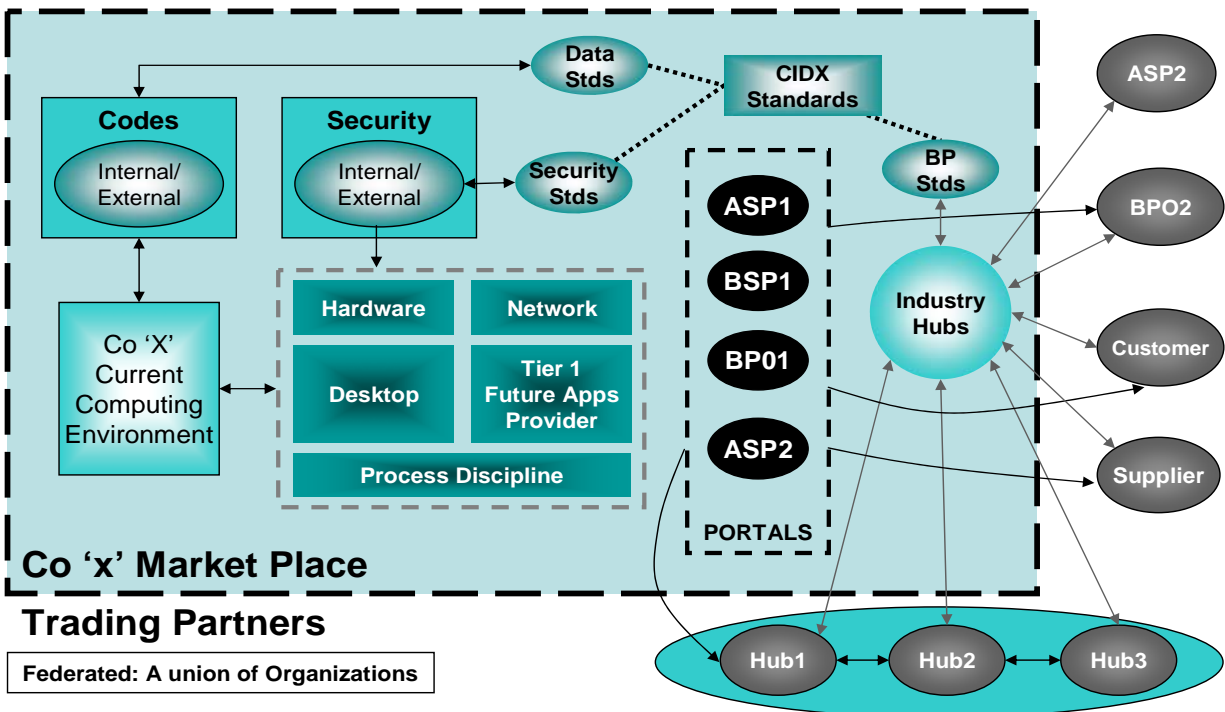 Data
Stds
CIDX
Standards
ASP2
Codes
Internal/
External
Security
Internal/
External
Security
Stds
BP
Stds
ASP1
BSP1
BP01
ASP2
PORTALS
BPO2
Industry
Hubs
Customer
Supplier
Hardware
Network
Desktop
Tier 1
Future Apps
Provider
Process Discipline
Co ‘X’
Current
Computing
Environment
Co ‘x’ Market Place
Trading Partners
Federated: A union of Organizations
Hub1
Hub2
Hub3